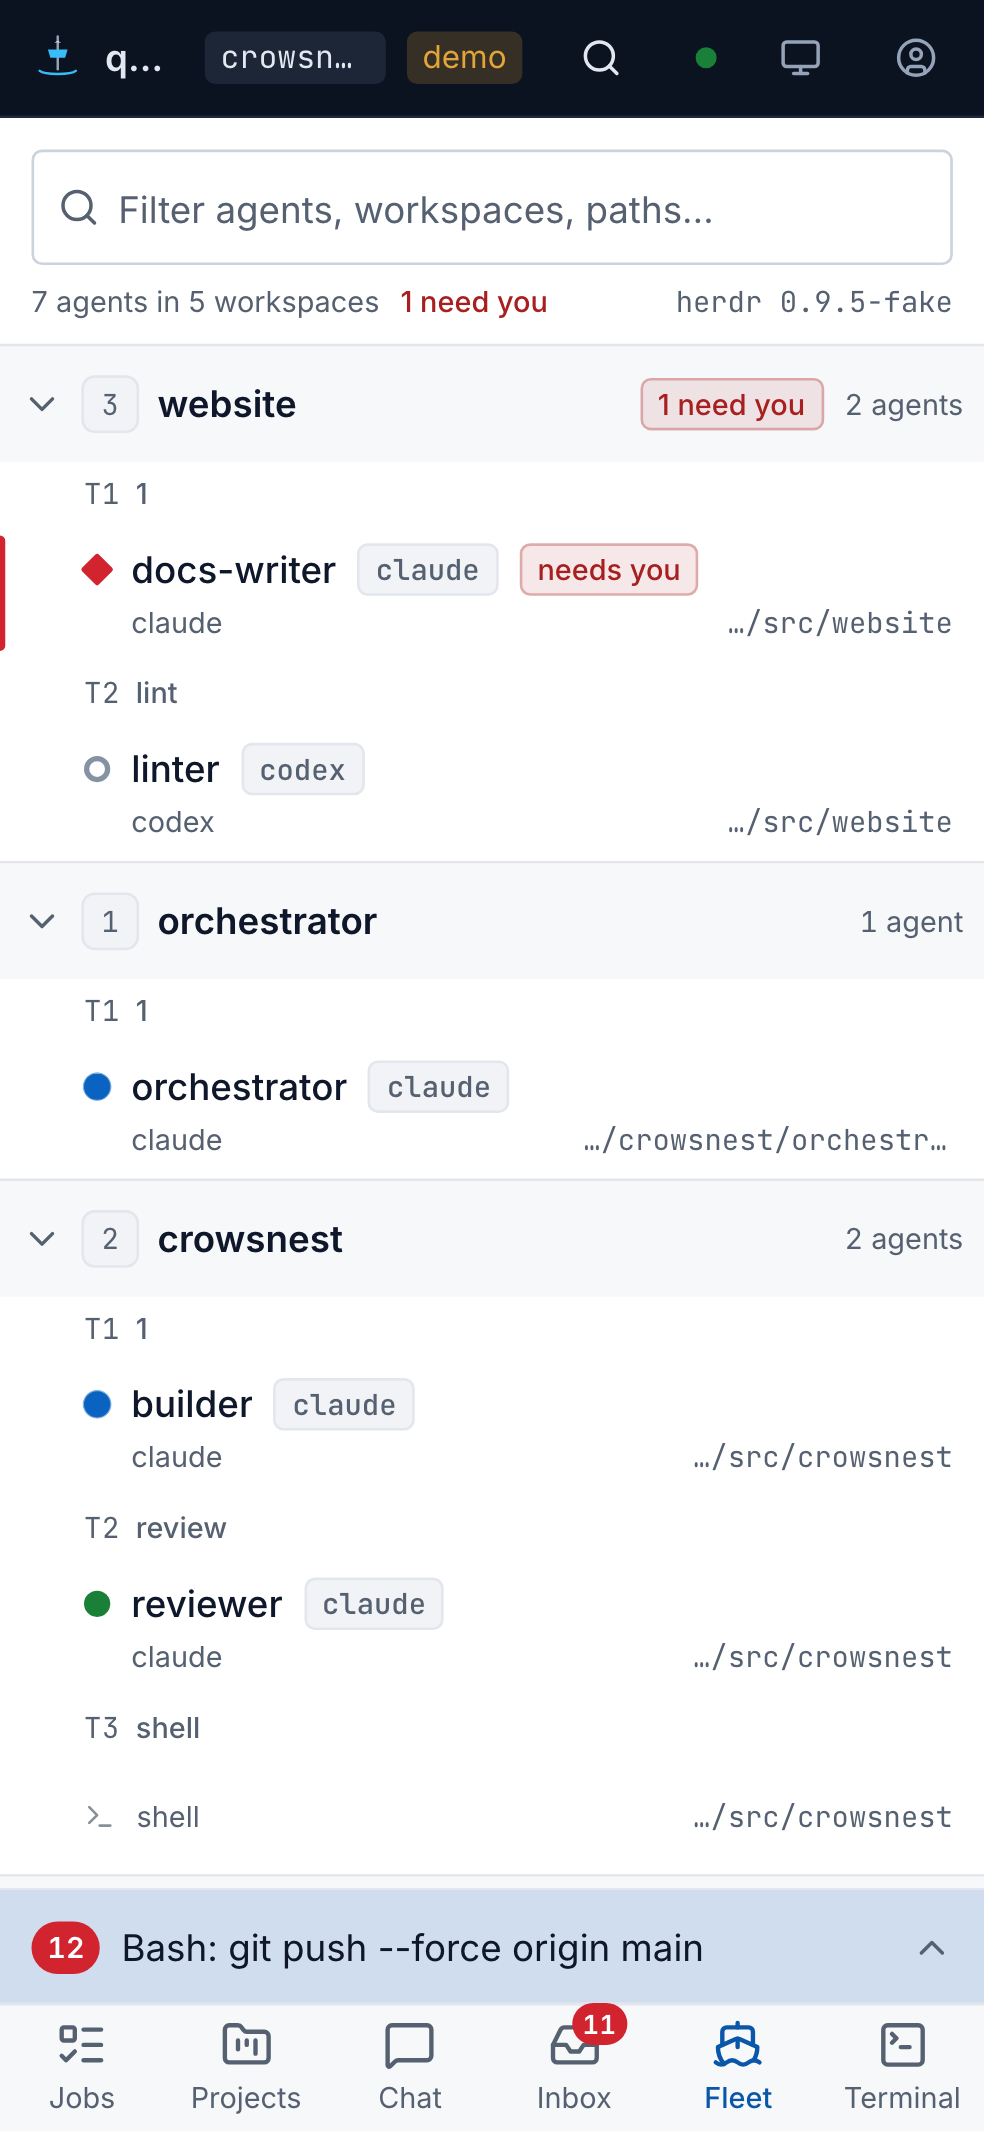 q...
crowsn...
demo
Filter agents, workspaces, paths...
7 agents in 5 workspaces 1 need you herdr 0.9.5-fake
3 website 1 need you 2 agents
T1 1
docs-writer claude needs you
claude …/src/website
T2 lint
linter codex
codex …/src/website
1 orchestrator 1 agent
T1 1
orchestrator claude
claude …/crowsnest/orchestr…
2 crowsnest 2 agents
T1 1
builder claude
claude …/src/crowsnest
T2 review
reviewer claude
claude …/src/crowsnest
T3 shell
shell …/src/crowsnest
12 Bash: git push --force origin main
11
Jobs Projects Chat Inbox Fleet Terminal